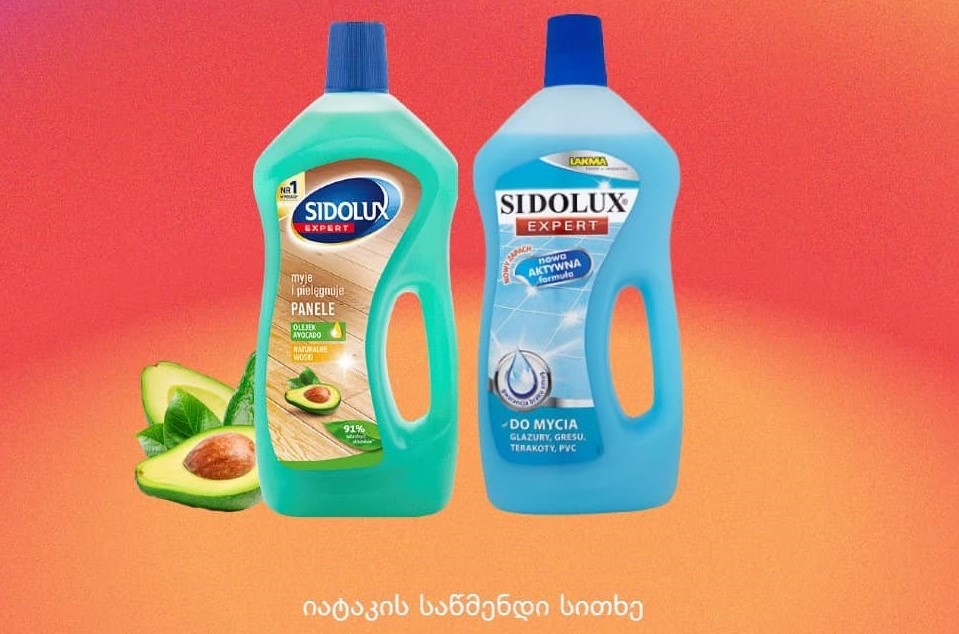 NR 1
SIDOLUX
EXPERT
myje
i pielęgnuje
PANELE
OLEJEK
AVOCADO
NATURALNE
WOSKI
91%
LAKMA
SIDOLUX®
EXPERT
NOWY ZAPACH
nowa
AKTYWNA
formuła
DO MYCIA
GLAZURY, GRESU,
TERAKOTY, PVC
იატაკის საწმენდი სითხე